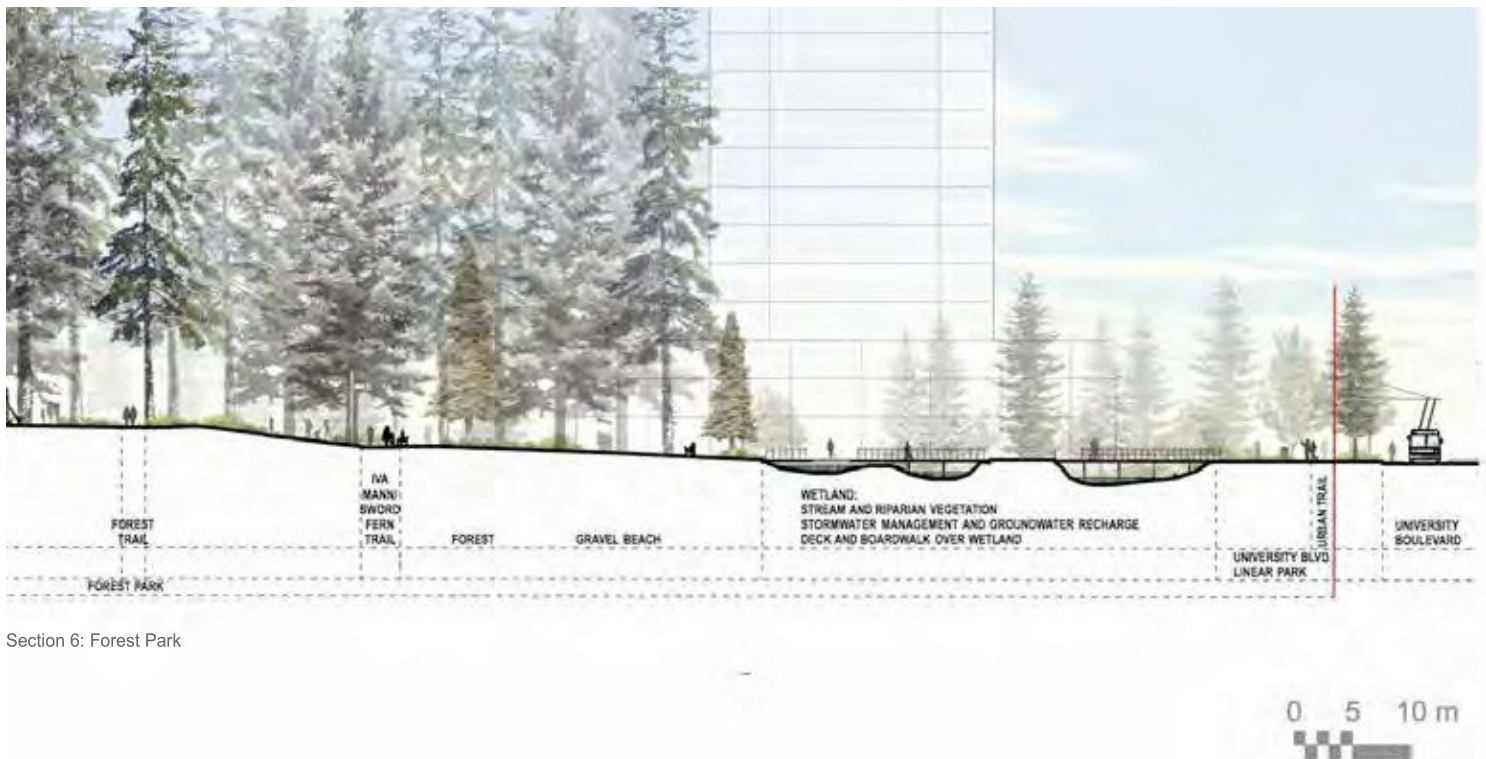 FOREST
TRAIL
IVA
MANN
SWORD
FERN
TRAIL
FOREST
GRAVEL BEACH
WETLAND:
STREAM AND RIPARIAN VEGETATION
STORMWATER MANAGEMENT AND GROUNDWATER RECHARGE
DECK AND BOARDWALK OVER WETLAND
UNIVERSITY BLVD
LINEAR PARK
URBAN TRAIL
UNIVERSITY
BOULEVARD
FOREST PARK
Section 6: Forest Park
0 5 10 m